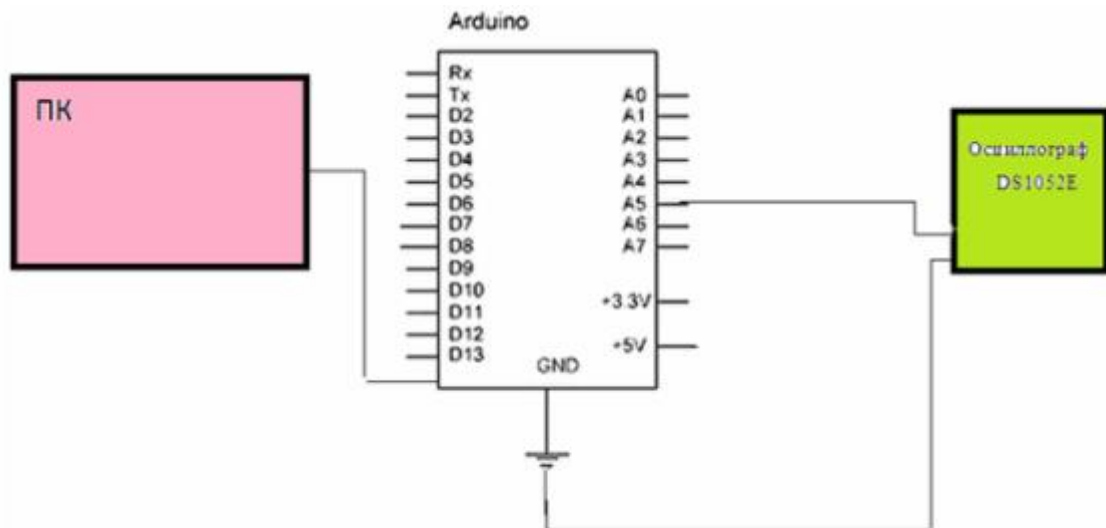 Arduino
ПК
Rx
Tx
D2
D3
D4
D5
D6
D7
D8
D9
D10
D11
D12
D13
A0
A1
A2
A3
A4
A5
A6
A7
+3.3V
+5V
GND
Осциллограф
DS1052E